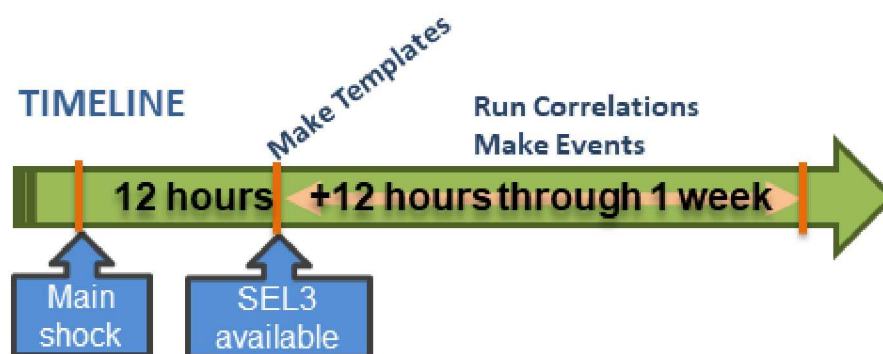 Make Templates
TIMELINE
Run Correlations
Make Events
12 hours
+12 hours through 1 week
Main
shock
SEL3
available